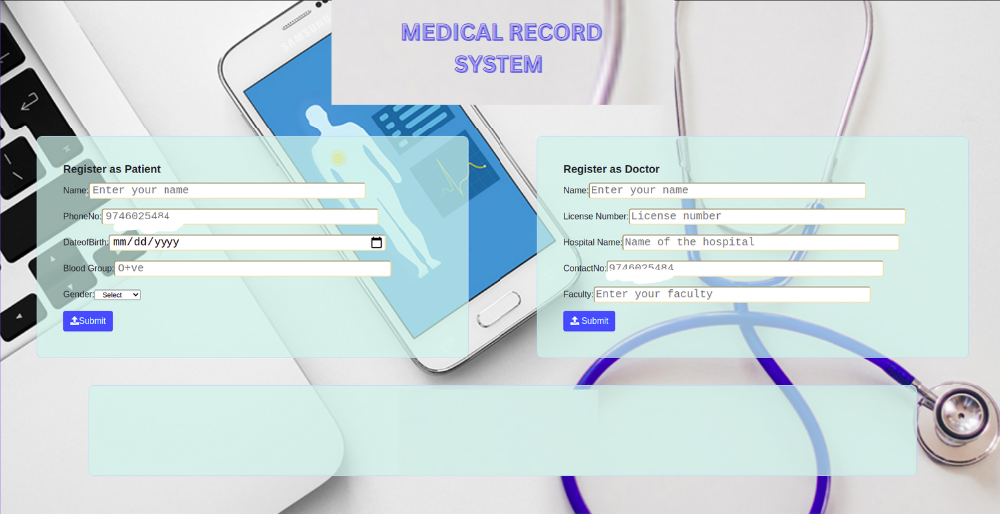 MEDICAL RECORD
SYSTEM
Register as Patient
Name: Enter your name
PhoneNo: 9746025484
DateofBirth: mm/dd/yyyy
Blood Group: O+ve
Gender: Select
Submit
Register as Doctor
Name: Enter your name
License Number: License number
Hospital Name: Name of the hospital
ContactNo: 9746025484
Faculty: Enter your faculty
Submit